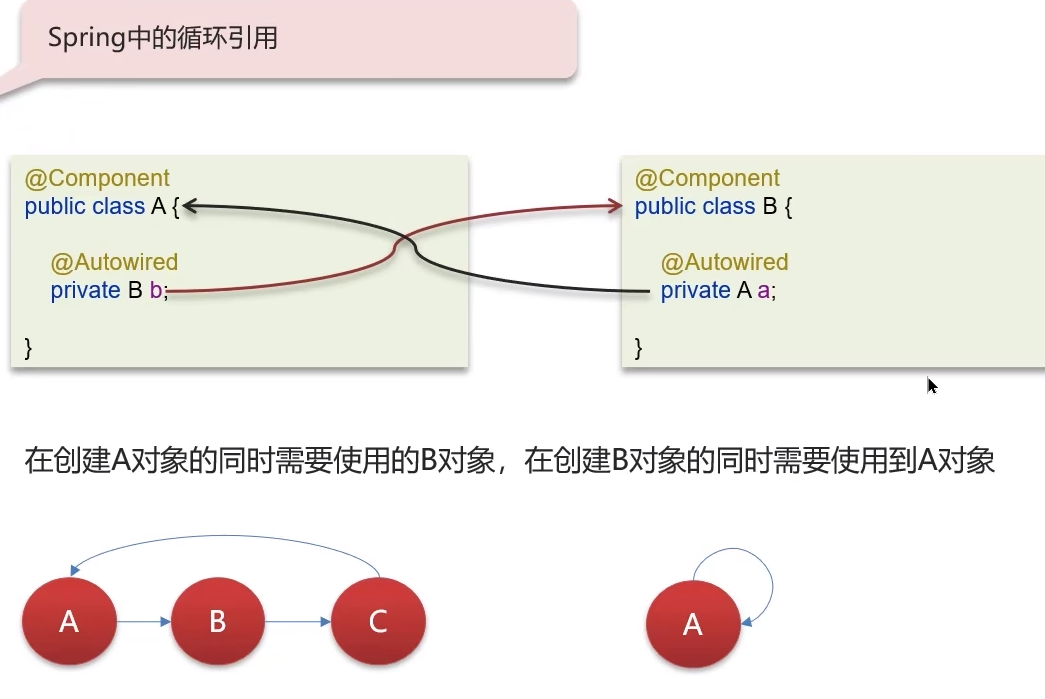 Spring中的循环引用
@Component
public class A {
@Autowired
private B b;
}
@Component
public class B {
@Autowired
private A a;
}
在创建A对象的同时需要使用的B对象，在创建B对象的同时需要使用到A对象
A
B
C
A